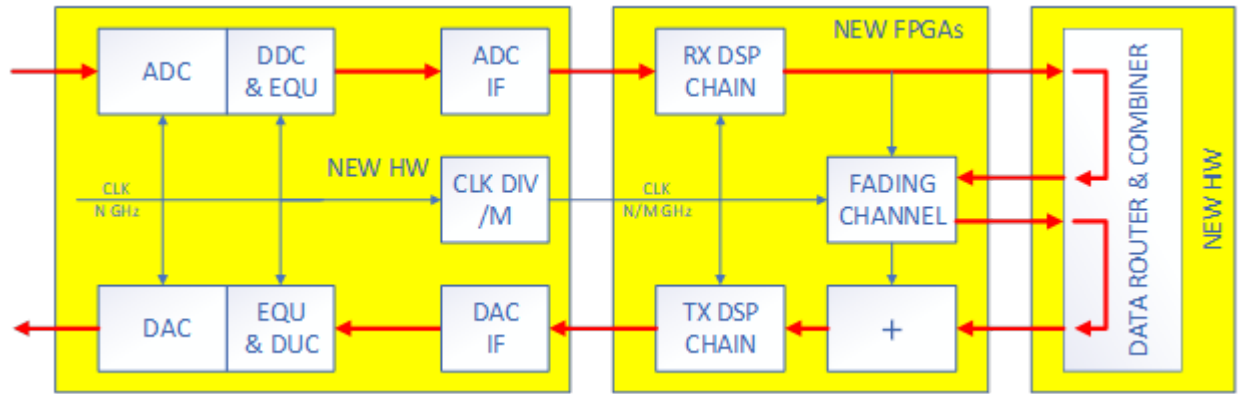 ADC
DDC
& EQU
ADC
IF
RX DSP
CHAIN
NEW FPGAs
NEW HW
CLK
N GHz
CLK DIV
/M
CLK
N/M GHz
FADING
CHANNEL
DATA ROUTER & COMBINER
NEW HW
DAC
EQU
& DUC
DAC
IF
TX DSP
CHAIN
+